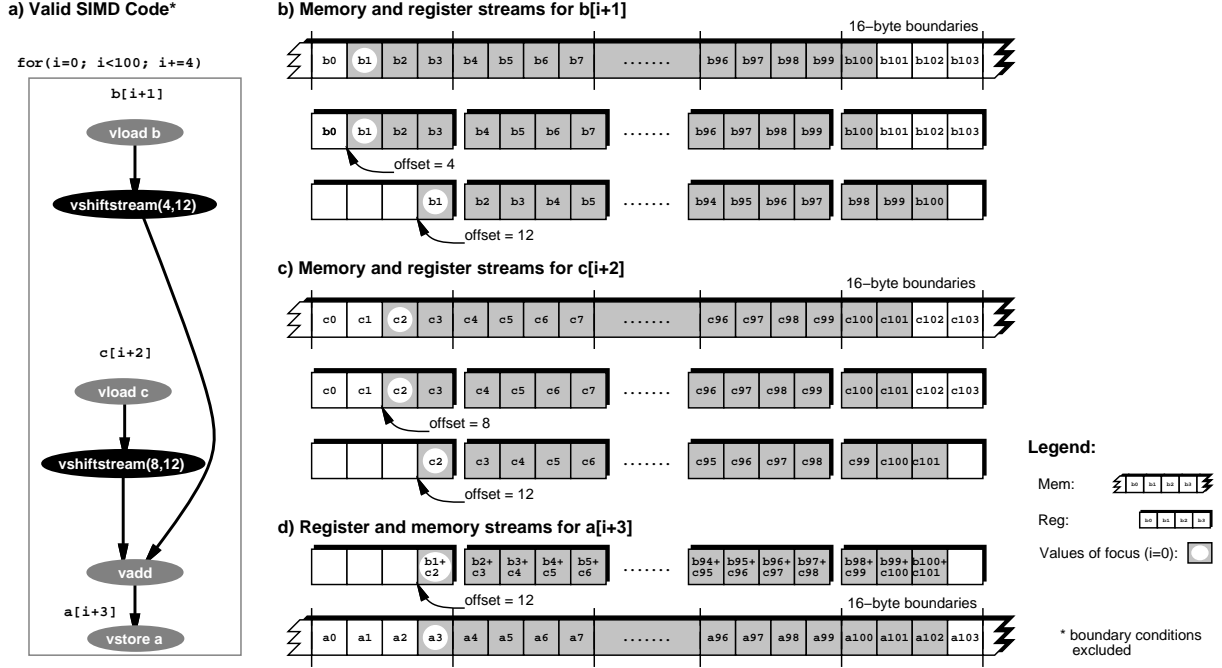 a) Valid SIMD Code*
for(i=0; i<100; i+=4)
b[i+1]
vload b
vshiftstream(4,12)
c[i+2]
vload c
vshiftstream(8,12)
vadd
a[i+3]
vstore a
b) Memory and register streams for b[i+1]
16−byte boundaries
b0 b1 b2 b3 b4 b5 b6 b7 ....... b96 b97 b98 b99 b100 b101 b102 b103
b0 b1 b2 b3 b4 b5 b6 b7 ....... b96 b97 b98 b99 b100 b101 b102 b103
offset = 4
b1 b2 b3 b4 b5 ....... b94 b95 b96 b97 b98 b99 b100
offset = 12
c) Memory and register streams for c[i+2]
16−byte boundaries
c0 c1 c2 c3 c4 c5 c6 c7 ....... c96 c97 c98 c99 c100 c101 c102 c103
c0 c1 c2 c3 c4 c5 c6 c7 ....... c96 c97 c98 c99 c100 c101 c102 c103
offset = 8
c2 c3 c4 c5 c6 ....... c95 c96 c97 c98 c99 c100 c101
offset = 12
d) Register and memory streams for a[i+3]
b1+ b2+ b3+ b4+ b5+ ....... b94+ b95+ b96+ b97+ b98+ b99+ b100+
c2 c3 c4 c5 c6 c95 c96 c97 c98 c99 c100 c101
offset = 12
16−byte boundaries
a0 a1 a2 a3 a4 a5 a6 a7 ....... a96 a97 a98 a99 a100 a101 a102 a103
Legend:
Mem: b0 b1 b2 b3
Reg: b0 b1 b2 b3
Values of focus (i=0):
* boundary conditions
excluded